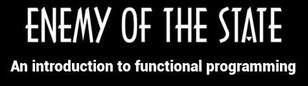 ENEMY OF THE STATE
An introduction to functional programming